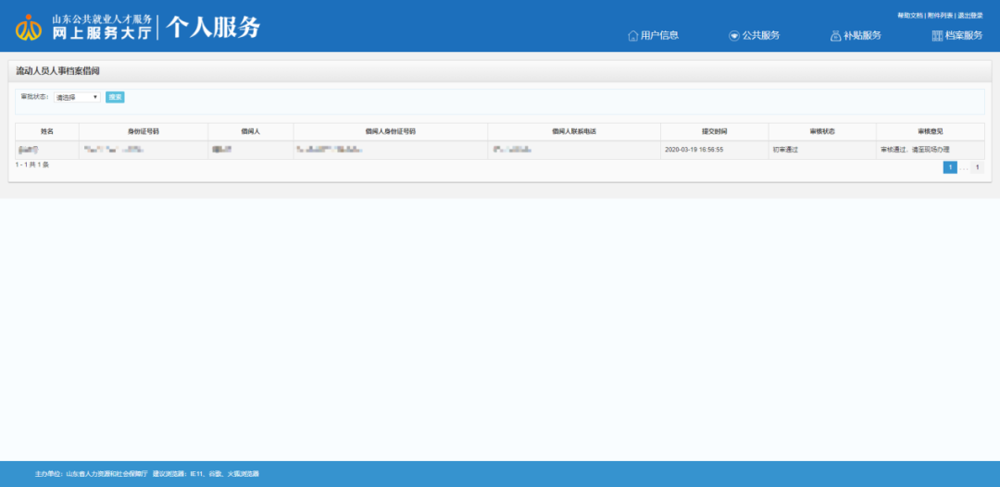 山东公共就业人才服务
网上服务大厅 个人服务
帮助文档 | 附件列表 | 退出登录
用户信息 公共服务 补贴服务 档案服务
流动人员人事档案借阅
审批状态： 请选择 搜索
姓名 身份证号码 借阅人 借阅人身份证号码 借阅人联系电话 提交时间 审核状态 审核意见
2020-03-19 16:56:55 初审通过 审核通过，请至现场办理
1 - 1 共 1 条
1 ... 1
主办单位：山东省人力资源和社会保障厅 建议浏览器：IE11、谷歌、火狐浏览器